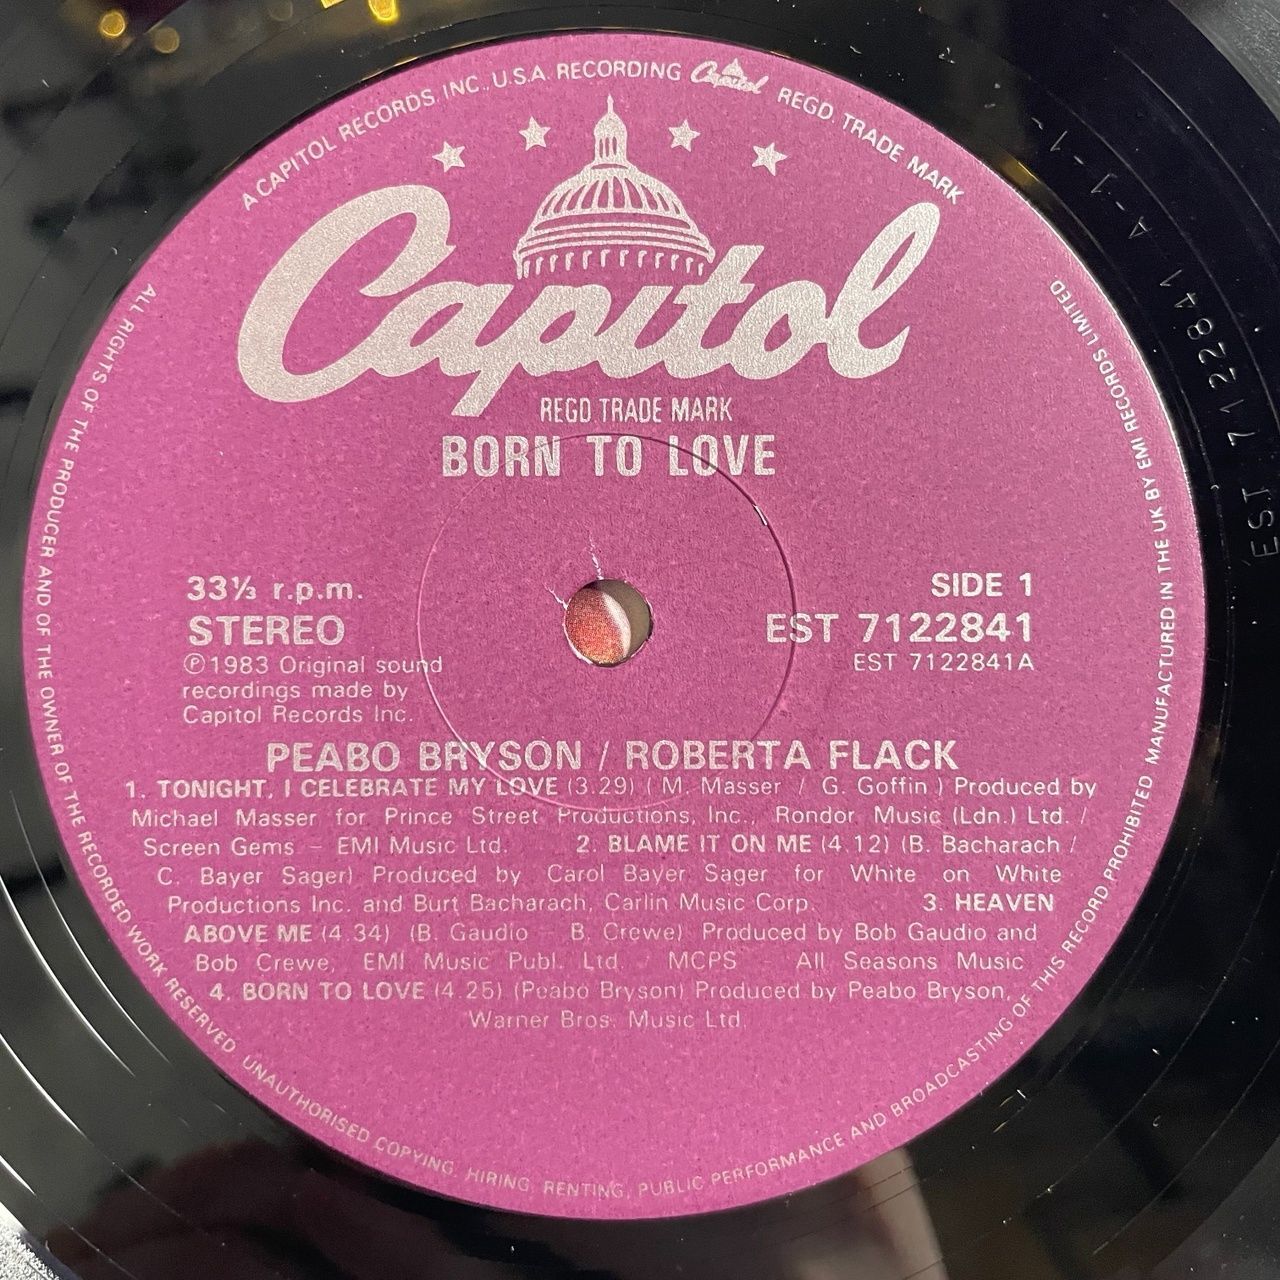 A CAPITOL RECORDS INC., U.S.A. RECORDING Capitol REGD TRADE MARK
Capitol
REGD TRADE MARK
BORN TO LOVE
33⅓ r.p.m.
STEREO
℗1983 Original sound
recordings made by
Capitol Records Inc.
SIDE 1
EST 7122841
EST 7122841A
PEABO BRYSON / ROBERTA FLACK
1. TONIGHT, I CELEBRATE MY LOVE (3.29) ( M. Masser / G. Goffin ) Produced by
Michael Masser for Prince Street Productions, Inc., Rondor Music (Ldn.) Ltd. /
Screen Gems – EMI Music Ltd. 2. BLAME IT ON ME (4.12) (B. Bacharach /
C. Bayer Sager) Produced by Carol Bayer Sager for White on White
Productions Inc. and Burt Bacharach, Carlin Music Corp. 3. HEAVEN
ABOVE ME (4.34) (B. Gaudio – B. Crewe) Produced by Bob Gaudio and
Bob Crewe, EMI Music Publ. Ltd. / MCPS – All Seasons Music
4. BORN TO LOVE (4.25) (Peabo Bryson) Produced by Peabo Bryson,
Warner Bros. Music Ltd.
ALL RIGHTS OF THE PRODUCER AND OF THE OWNER OF THE RECORDED WORK RESERVED UNAUTHORISED COPYING, HIRING, RENTING, PUBLIC PERFORMANCE AND BROADCASTING OF THIS RECORD PROHIBITED MANUFACTURED IN THE UK BY EMI RECORDS LIMITED
EST 7122841 A-1-1-